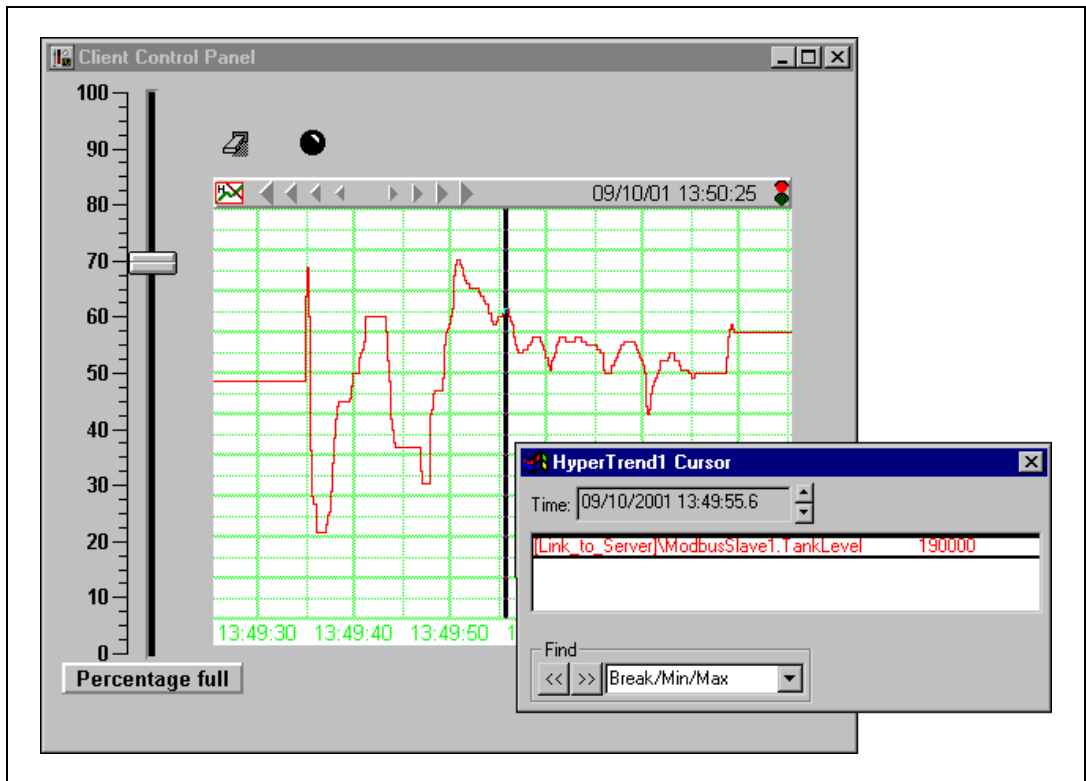 Client Control Panel
100
90
80
70
60
50
40
30
20
10
0
Percentage full
H
09/10/01 13:50:25
13:49:30 13:49:40 13:49:50 1
HyperTrend1 Cursor
Time: 09/10/2001 13:49:55.6
[Link_to_Server]\ModbusSlave1.TankLevel 190000
Find
<< >> Break/Min/Max